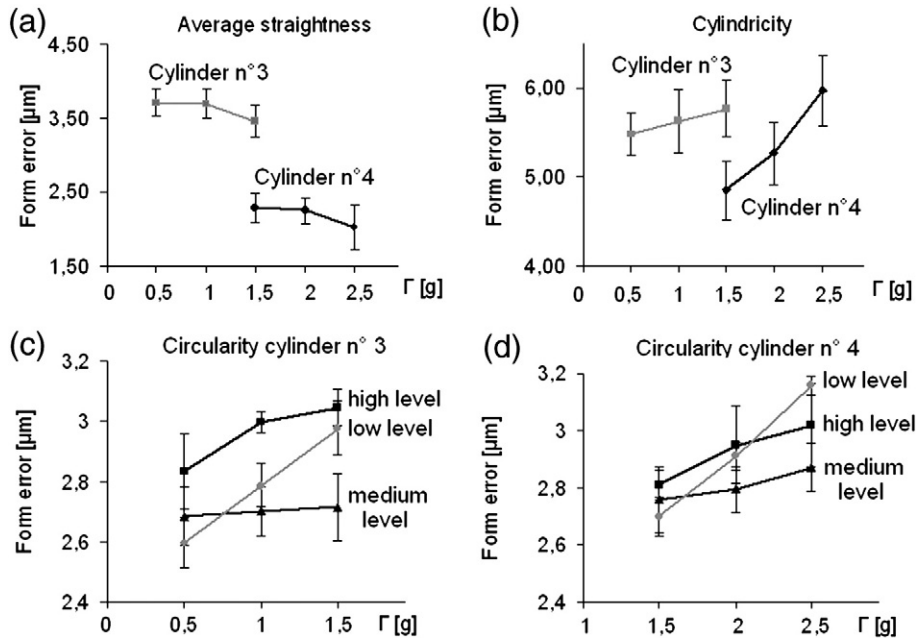 (a) Average straightness
Form error [µm]
4,50
3,50
2,50
1,50
Cylinder n°3
Cylinder n°4
0 0,5 1 1,5 2 2,5 Γ [g]
(b) Cylindricity
Form error [µm]
6,00
5,00
4,00
Cylinder n°3
Cylinder n°4
0 0,5 1 1,5 2 2,5 Γ [g]
(c) Circularity cylinder n° 3
Form error [µm]
3,2
3
2,8
2,6
2,4
high level
low level
medium
level
0 0,5 1 1,5 Γ [g]
(d) Circularity cylinder n° 4
Form error [µm]
3,2
3
2,8
2,6
2,4
low level
high level
medium
level
1 1,5 2 2,5 Γ [g]